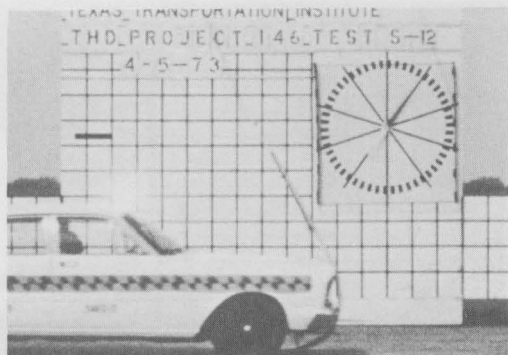 TEXAS TRANSPORTATION INSTITUTE
THD PROJECT 146 TEST S-12
4-5-73